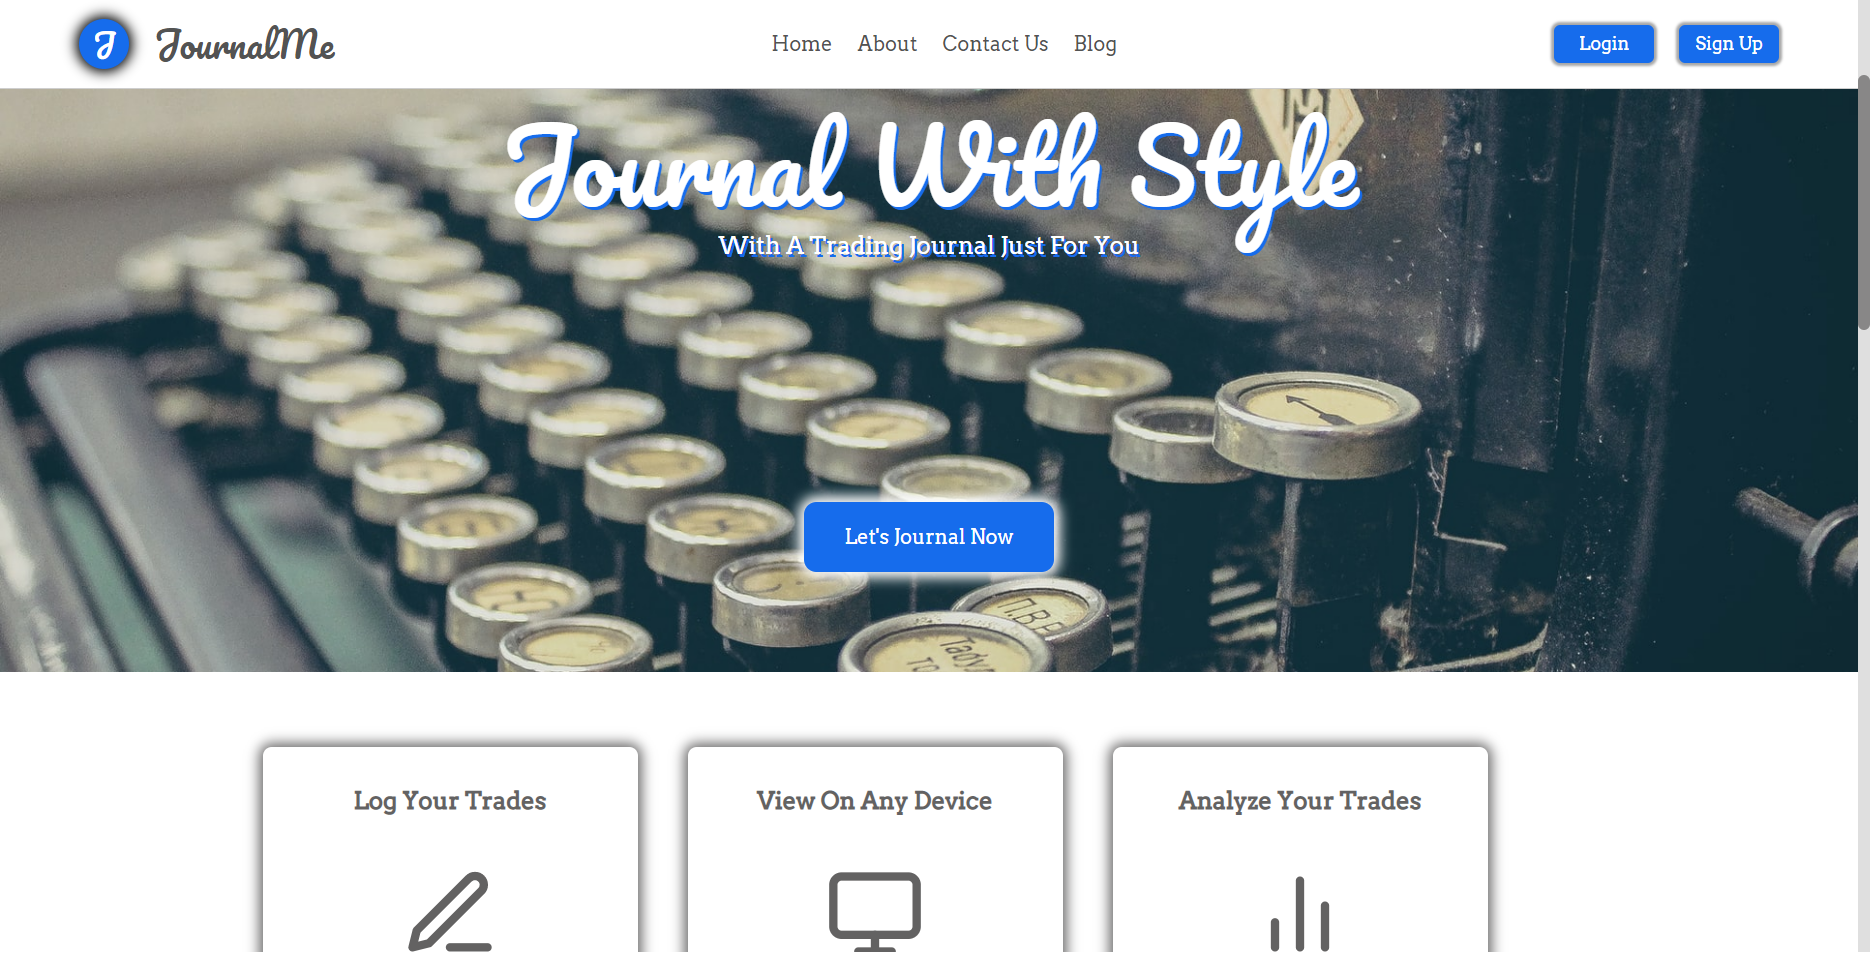 J JournalMe Home About Contact Us Blog Login Sign Up
Journal With Style
With A Trading Journal Just For You
Let's Journal Now
П.В.Р
Tady
Log Your Trades View On Any Device Analyze Your Trades